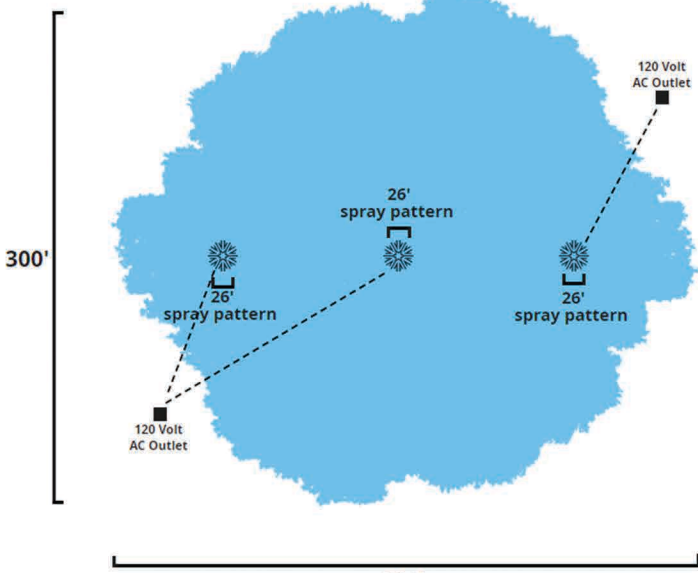 120 Volt
AC Outlet
26'
spray pattern
300'
26'
spray pattern
26'
spray pattern
120 Volt
AC Outlet